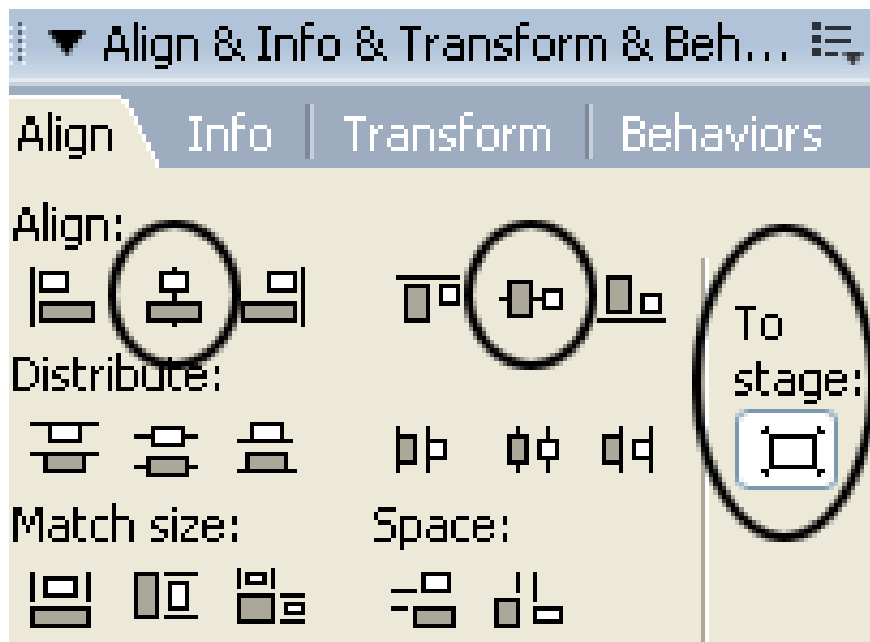 Align & Info & Transform & Beh...
Align Info Transform Behaviors
Align:
To
stage:
Distribute:
Match size: Space: